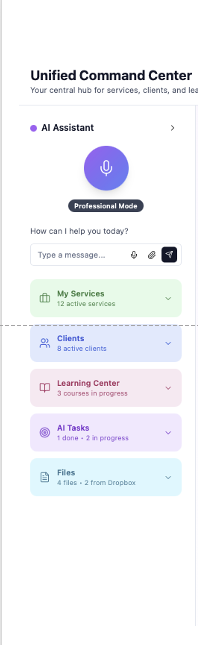 Unified Command Center
Your central hub for services, clients, and
AI Assistant
Professional Mode
How can I help you today?
Type a message...
My Services
12 active services
Clients
8 active clients
Learning Center
3 courses in progress
AI Tasks
1 done • 2 in progress
Files
4 files • 2 from Dropbox